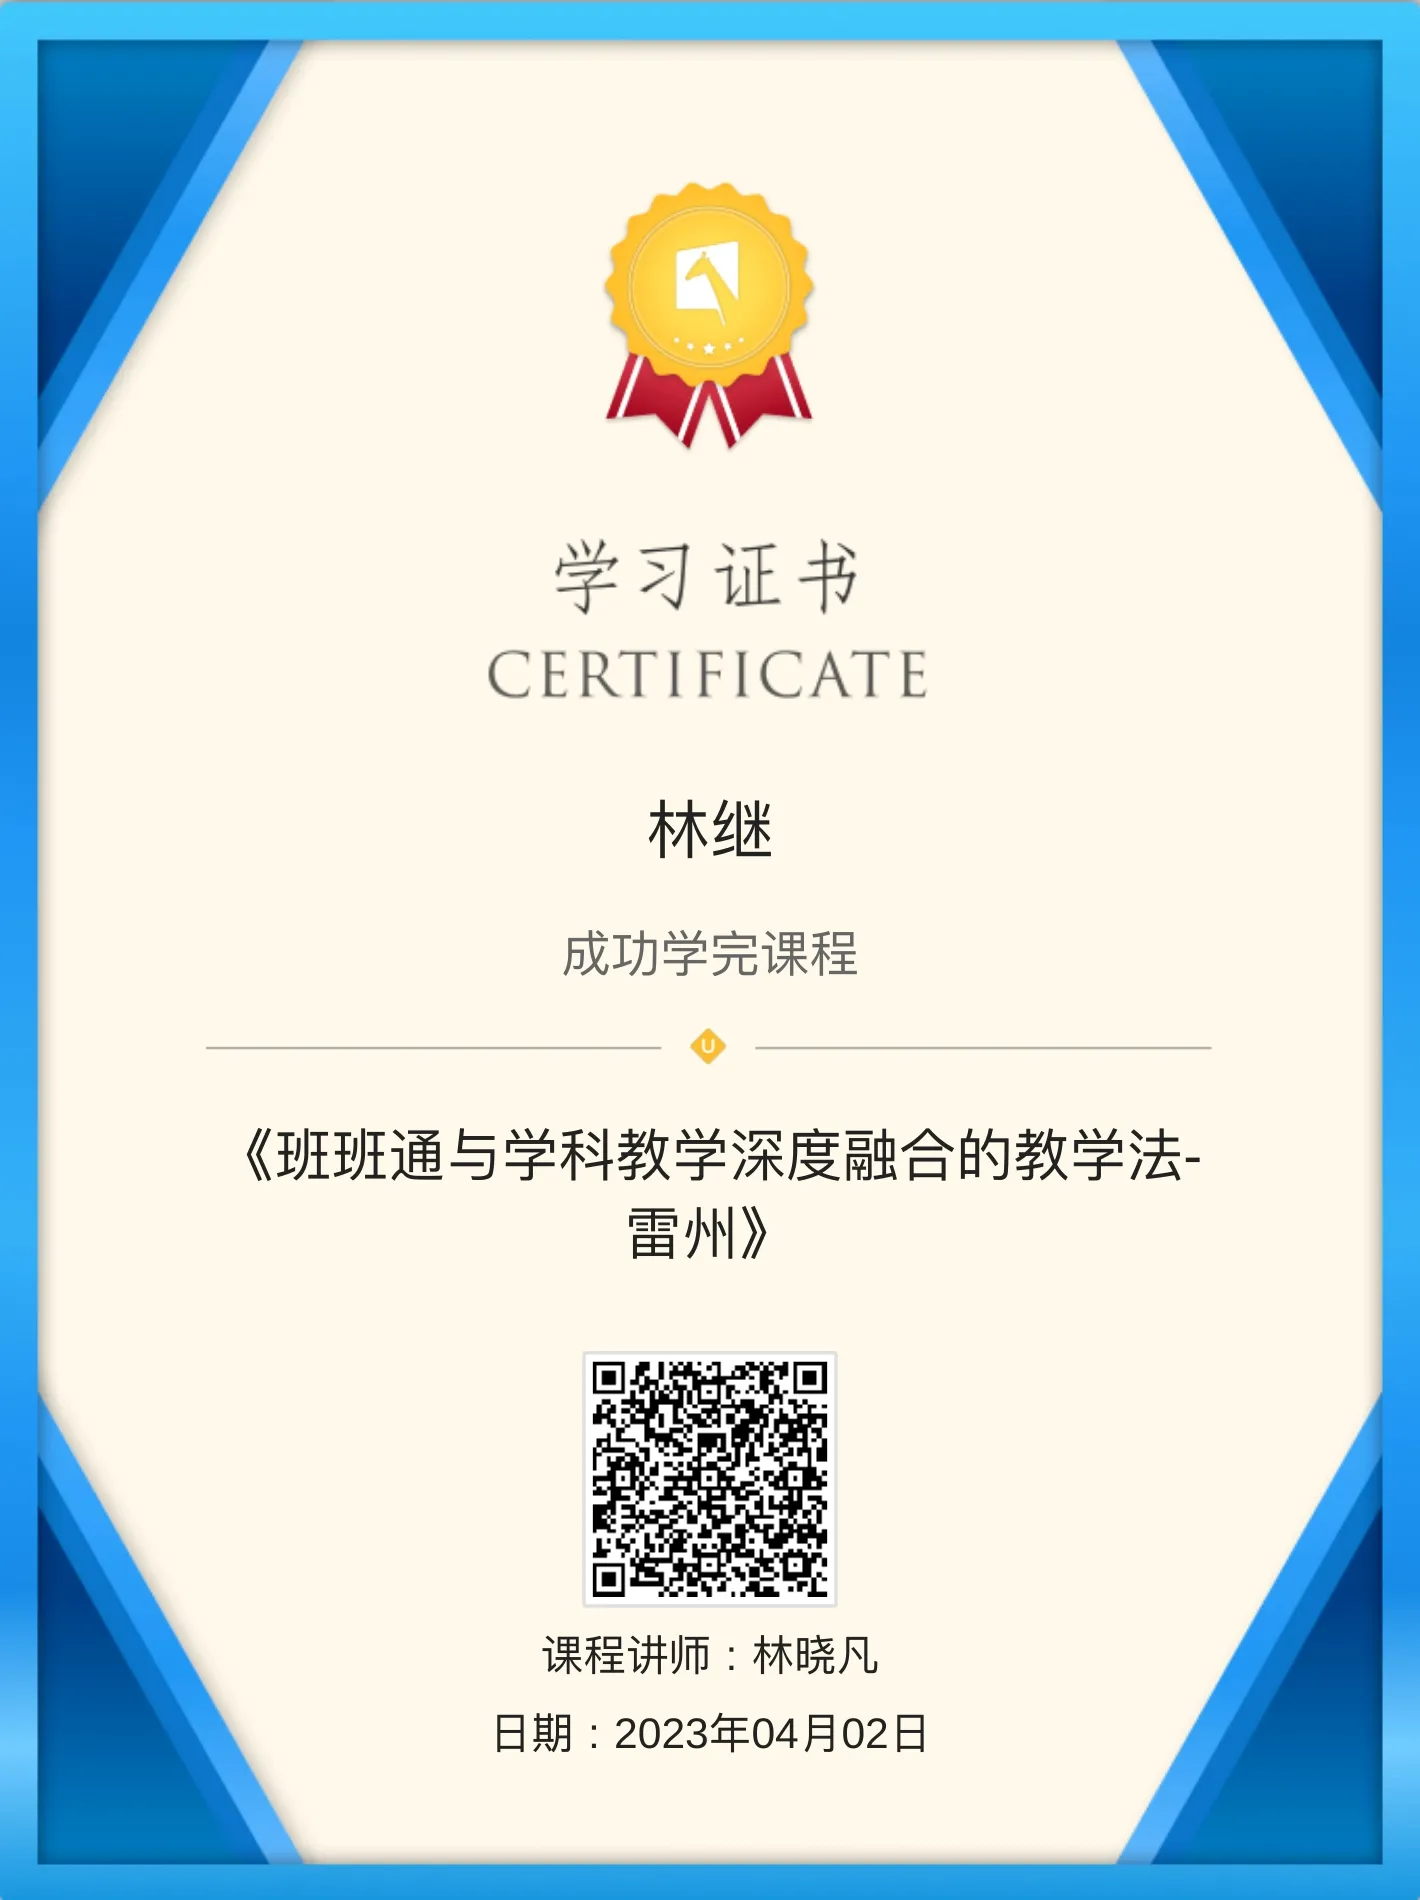 学习证书
CERTIFICATE
林继
成功学完课程
U
《班班通与学科教学深度融合的教学法-
雷州》
课程讲师：林晓凡
日期：2023年04月02日